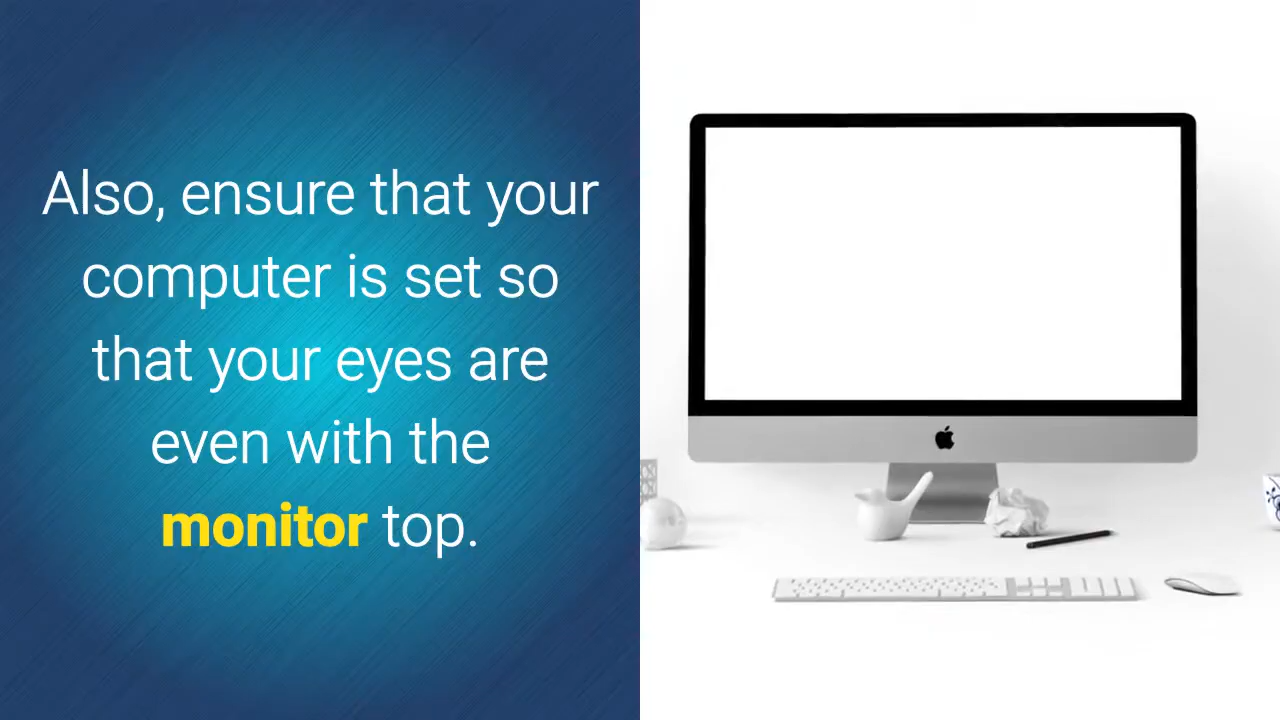 Also, ensure that your
computer is set so
that your eyes are
even with the
monitor top.